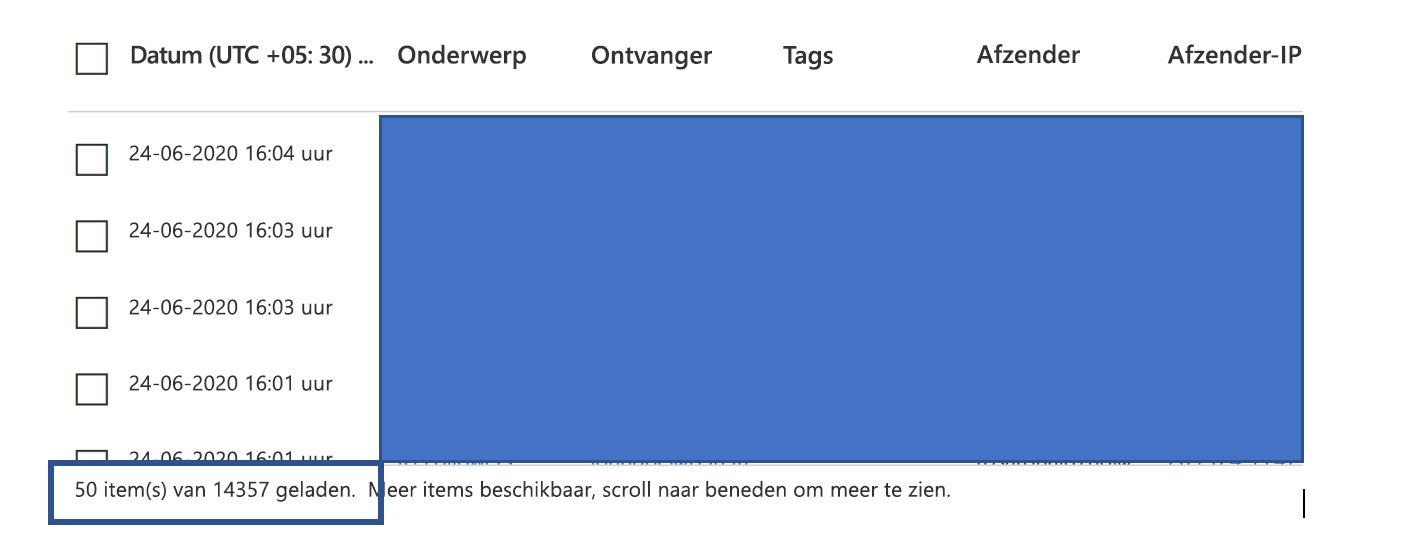 Datum (UTC +05: 30) ... Onderwerp Ontvanger Tags Afzender Afzender-IP
24-06-2020 16:04 uur
24-06-2020 16:03 uur
24-06-2020 16:03 uur
24-06-2020 16:01 uur
24-06-2020 16:01 uur
50 item(s) van 14357 geladen. Meer items beschikbaar, scroll naar beneden om meer te zien.